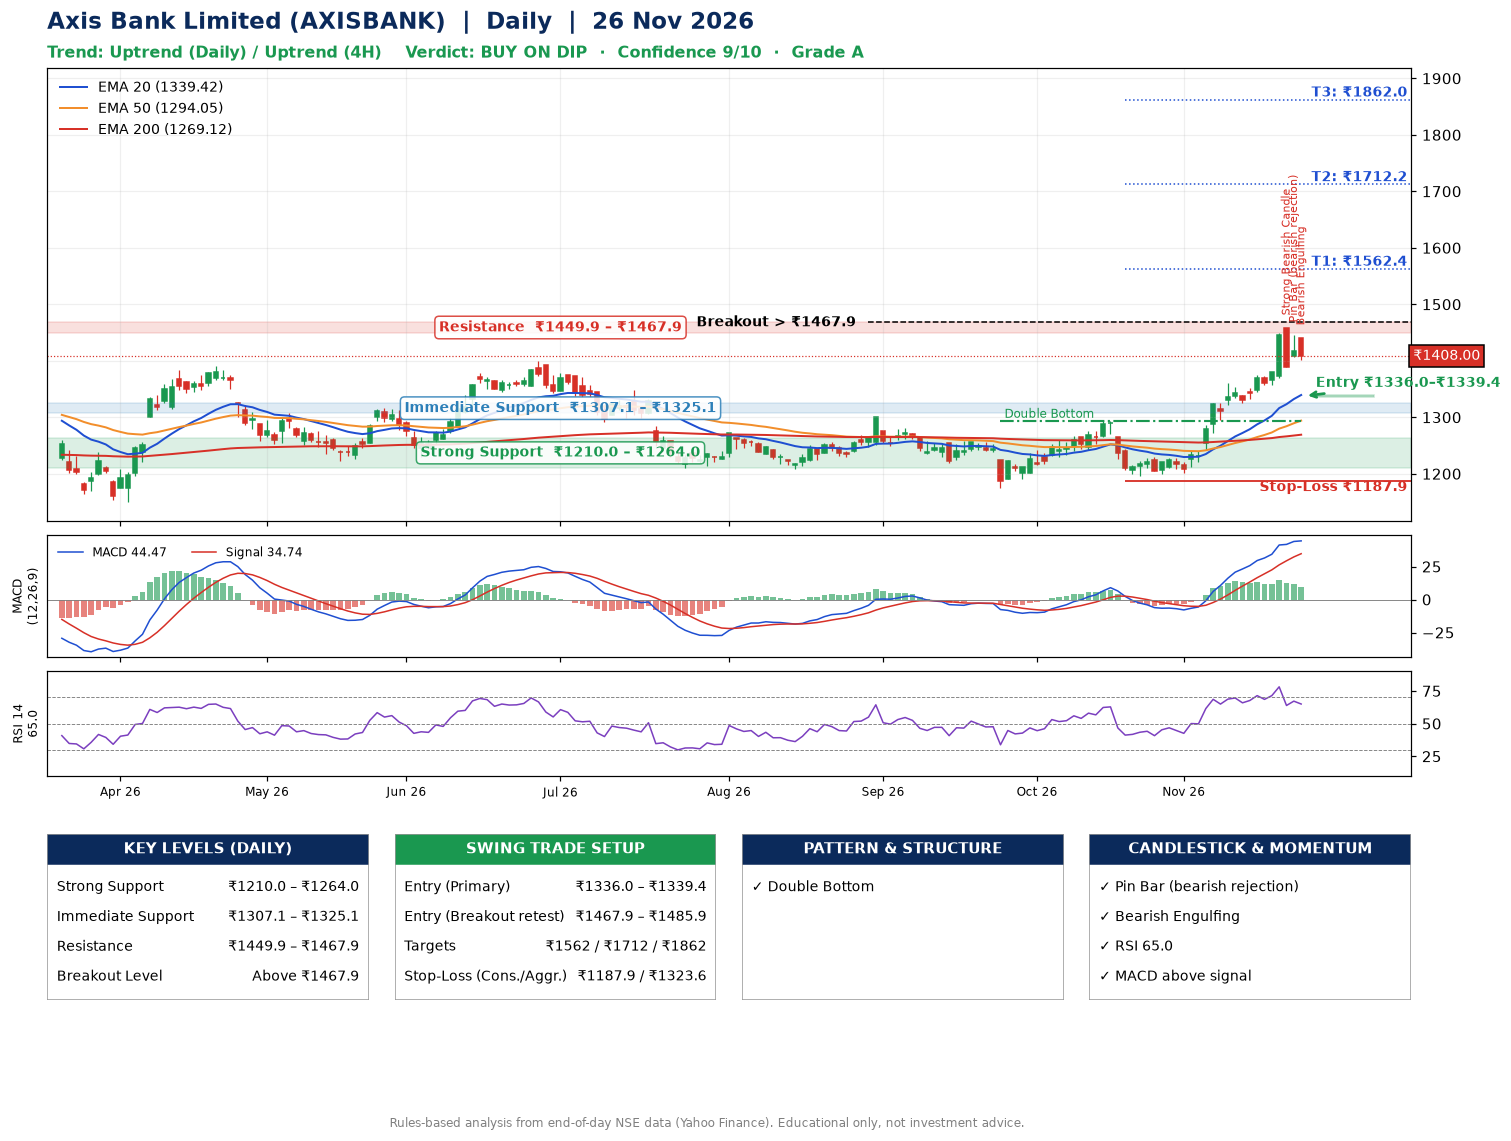 Axis Bank Limited (AXISBANK)  |  Daily  |  26 Nov 2026
Trend: Uptrend (Daily) / Uptrend (4H)    Verdict: BUY ON DIP  ·  Confidence 9/10  ·  Grade A
EMA 20 (1339.42)
EMA 50 (1294.05)
EMA 200 (1269.12)
1900
T3: ₹1862.0
1800
T2: ₹1712.2
1700
Strong Bearish Candle
Pin Bar (bearish rejection)
Bearish Engulfing
1600
T1: ₹1562.4
1500
Resistance  ₹1449.9 – ₹1467.9
Breakout > ₹1467.9
₹1408.00
Entry ₹1336.0–₹1339.4
Immediate Support  ₹1307.1 – ₹1325.1
Double Bottom
1300
Strong Support  ₹1210.0 – ₹1264.0
1200
Stop-Loss ₹1187.9
MACD 44.47
Signal 34.74
MACD
(12,26,9)
25
0
−25
RSI 14
65.0
75
50
25
Apr 26
May 26
Jun 26
Jul 26
Aug 26
Sep 26
Oct 26
Nov 26
KEY LEVELS (DAILY)
Strong Support ₹1210.0 – ₹1264.0
Immediate Support ₹1307.1 – ₹1325.1
Resistance ₹1449.9 – ₹1467.9
Breakout Level Above ₹1467.9
SWING TRADE SETUP
Entry (Primary) ₹1336.0 – ₹1339.4
Entry (Breakout retest) ₹1467.9 – ₹1485.9
Targets ₹1562 / ₹1712 / ₹1862
Stop-Loss (Cons./Aggr.) ₹1187.9 / ₹1323.6
PATTERN & STRUCTURE
✓ Double Bottom
CANDLESTICK & MOMENTUM
✓ Pin Bar (bearish rejection)
✓ Bearish Engulfing
✓ RSI 65.0
✓ MACD above signal
Rules-based analysis from end-of-day NSE data (Yahoo Finance). Educational only, not investment advice.